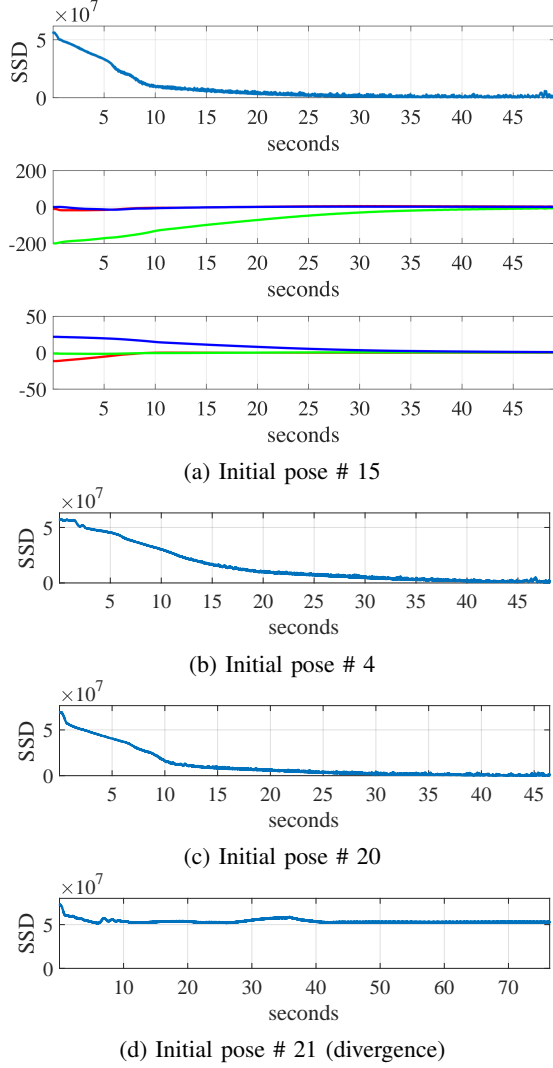 ×10^7
5
0
SSD
5 10 15 20 25 30 35 40 45
seconds
200
0
-200
5 10 15 20 25 30 35 40 45
seconds
50
0
-50
5 10 15 20 25 30 35 40 45
seconds
(a) Initial pose # 15
×10^7
5
0
SSD
5 10 15 20 25 30 35 40 45
seconds
(b) Initial pose # 4
×10^7
5
0
SSD
5 10 15 20 25 30 35 40 45
seconds
(c) Initial pose # 20
×10^7
5
0
SSD
10 20 30 40 50 60 70
seconds
(d) Initial pose # 21 (divergence)